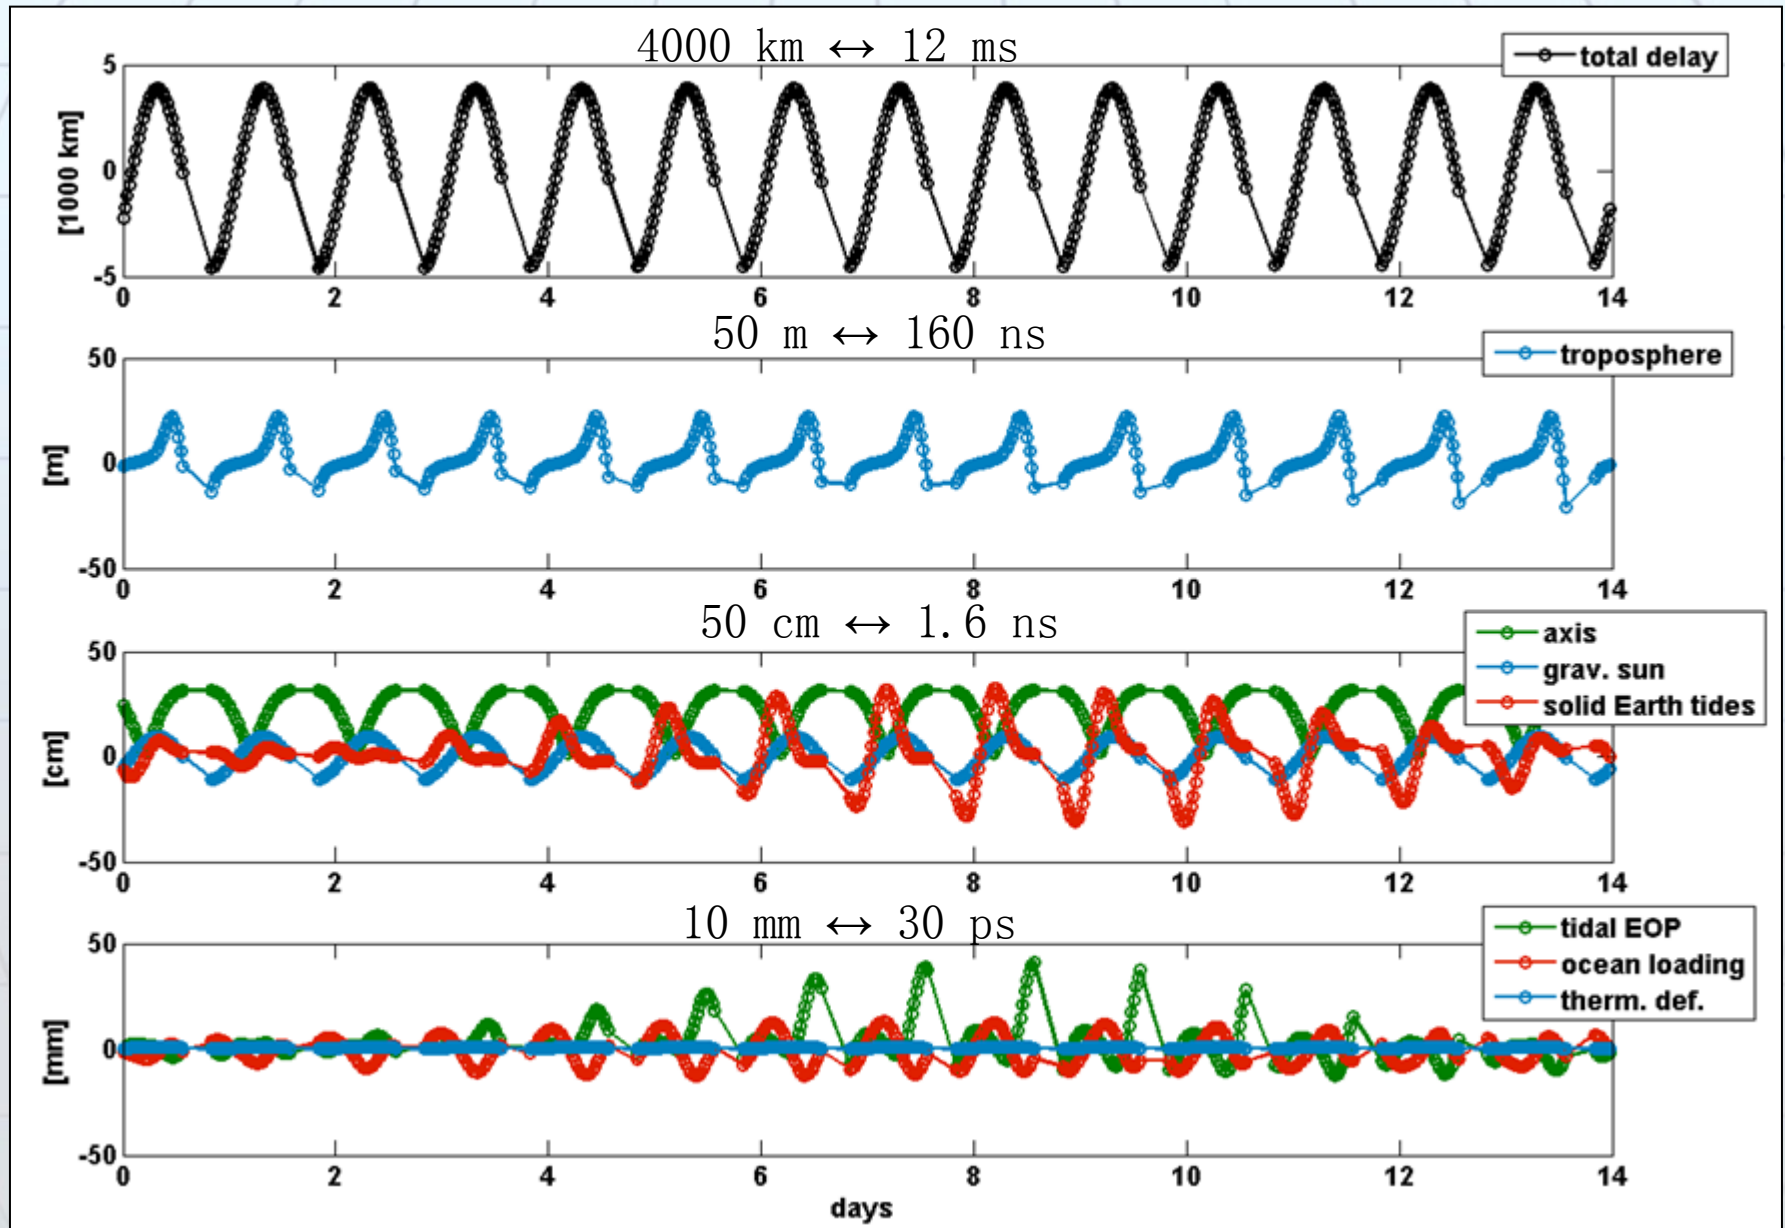 4000 km ↔ 12 ms
total delay
[1000 km]
5
0
-5
0 2 4 6 8 10 12 14
50 m ↔ 160 ns
troposphere
[m]
50
0
-50
0 2 4 6 8 10 12 14
50 cm ↔ 1.6 ns
axis
grav. sun
solid Earth tides
[cm]
50
0
-50
0 2 4 6 8 10 12 14
10 mm ↔ 30 ps
tidal EOP
ocean loading
therm. def.
[mm]
50
0
-50
0 2 4 6 8 10 12 14
days